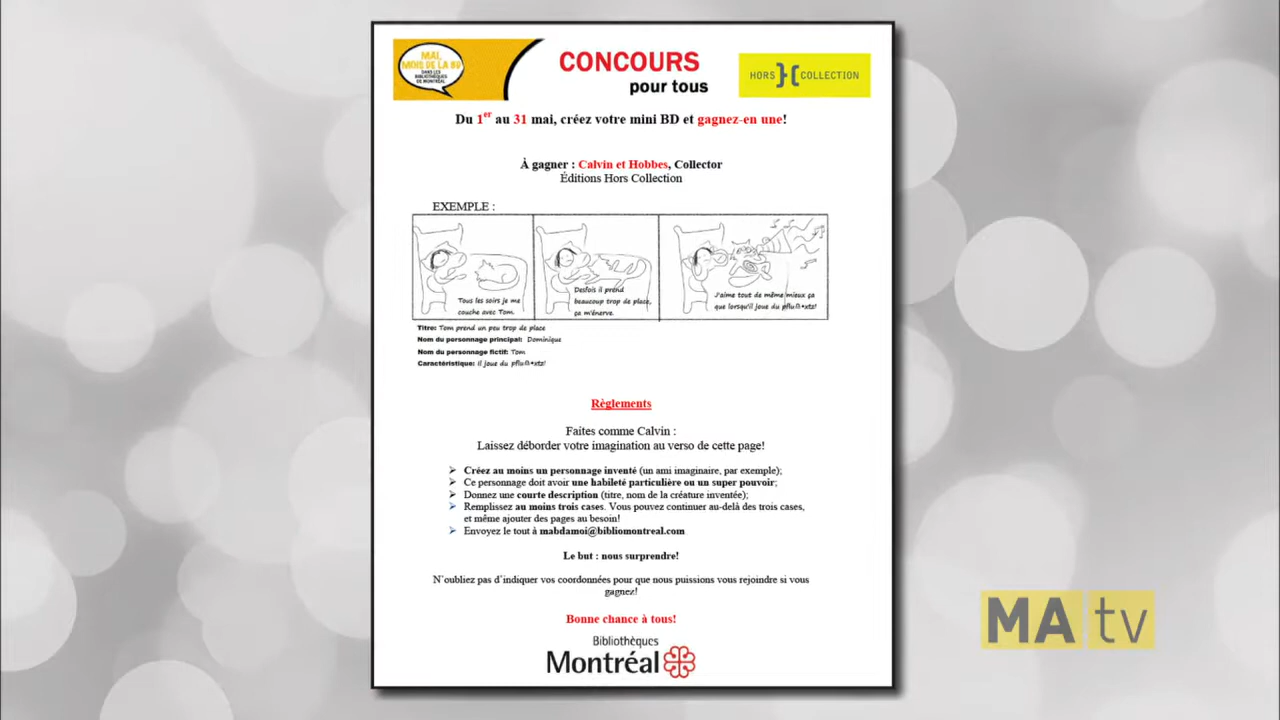 MAI,
MOIS DE LA BD
DANS LES
BIBLIOTHÈQUES
DE MONTRÉAL
CONCOURS
pour tous
HORS COLLECTION
Du 1er au 31 mai, créez votre mini BD et gagnez-en une!
À gagner : Calvin et Hobbes, Collector
Éditions Hors Collection
EXEMPLE :
Tous les soirs je me
couche avec Tom.
Desfois il prend
beaucoup trop de place,
ça m'énerve.
J'aime tout de même mieux ça
que lorsqu'il joue du
Titre: Tom prend un peu trop de place
Nom du personnage principal: Dominique
Nom du personnage fictif: Tom
Caractéristique: Il joue du
Règlements
Faites comme Calvin :
Laissez déborder votre imagination au verso de cette page!
Créez au moins un personnage inventé (un ami imaginaire, par exemple);
Ce personnage doit avoir une habileté particulière ou un super pouvoir;
Donnez une courte description (titre, nom de la créature inventée);
Remplissez au moins trois cases. Vous pouvez continuer au-delà des trois cases,
et même ajouter des pages au besoin!
Envoyez le tout à mabdamoi@bibliomontreal.com
Le but : nous surprendre!
N'oubliez pas d'indiquer vos coordonnées pour que nous puissions vous rejoindre si vous
gagnez!
Bonne chance à tous!
Bibliothèques
Montréal
MAtv